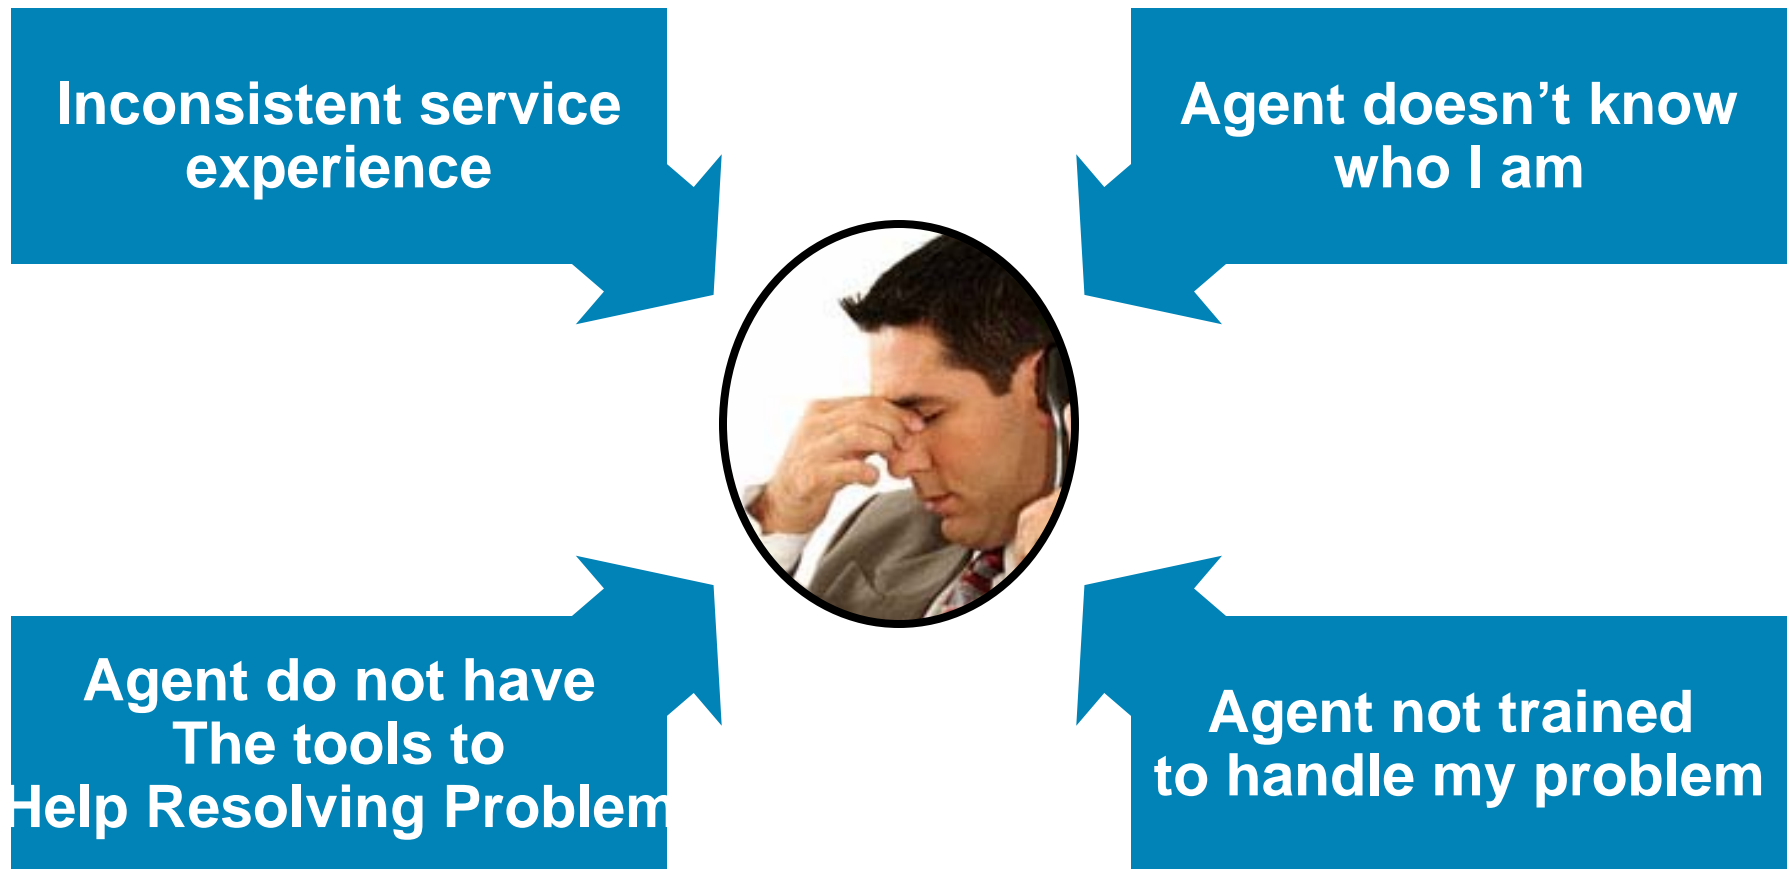 Inconsistent service
experience
Agent doesn’t know
who I am
Agent do not have
The tools to
Help Resolving Problem
Agent not trained
to handle my problem